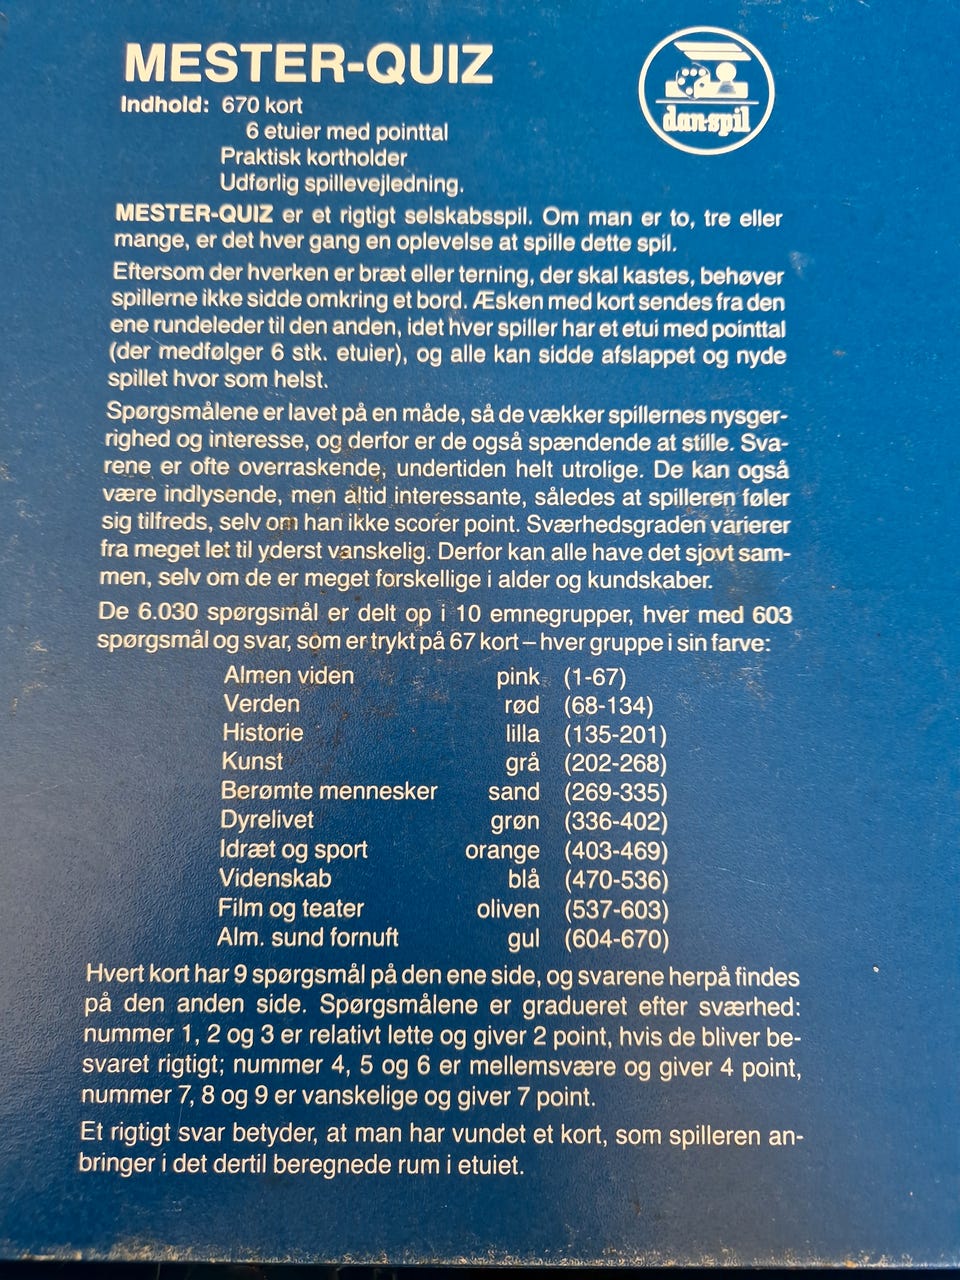 MESTER-QUIZ
dan-spil
Indhold: 670 kort
6 etuier med pointtal
Praktisk kortholder
Udførlig spillevejledning.
MESTER-QUIZ er et rigtigt selskabsspil. Om man er to, tre eller
mange, er det hver gang en oplevelse at spille dette spil.
Eftersom der hverken er bræt eller terning, der skal kastes, behøver
spillerne ikke sidde omkring et bord. Æsken med kort sendes fra den
ene rundeleder til den anden, idet hver spiller har et etui med pointtal
(der medfølger 6 stk. etuier), og alle kan sidde afslappet og nyde
spillet hvor som helst.
Spørgsmålene er lavet på en måde, så de vækker spillernes nysger-
righed og interesse, og derfor er de også spændende at stille. Sva-
rene er ofte overraskende, undertiden helt utrolige. De kan også
være indlysende, men altid interessante, således at spilleren føler
sig tilfreds, selv om han ikke scorer point. Sværhedsgraden varierer
fra meget let til yderst vanskelig. Derfor kan alle have det sjovt sam-
men, selv om de er meget forskellige i alder og kundskaber.
De 6.030 spørgsmål er delt op i 10 emnegrupper, hver med 603
spørgsmål og svar, som er trykt på 67 kort – hver gruppe i sin farve:
Almen viden pink (1-67)
Verden rød (68-134)
Historie lilla (135-201)
Kunst grå (202-268)
Berømte mennesker sand (269-335)
Dyrelivet grøn (336-402)
Idræt og sport orange (403-469)
Videnskab blå (470-536)
Film og teater oliven (537-603)
Alm. sund fornuft gul (604-670)
Hvert kort har 9 spørgsmål på den ene side, og svarene herpå findes
på den anden side. Spørgsmålene er gradueret efter sværhed:
nummer 1, 2 og 3 er relativt lette og giver 2 point, hvis de bliver be-
svaret rigtigt; nummer 4, 5 og 6 er mellemsvære og giver 4 point,
nummer 7, 8 og 9 er vanskelige og giver 7 point.
Et rigtigt svar betyder, at man har vundet et kort, som spilleren an-
bringer i det dertil beregnede rum i etuiet.